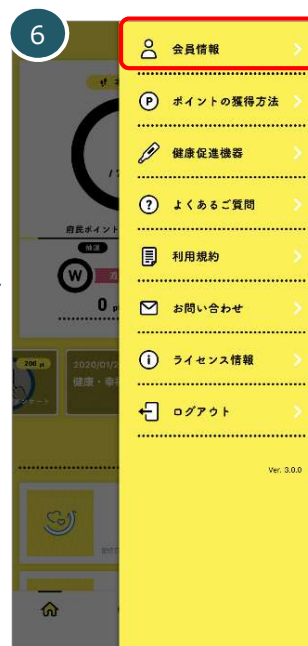 6
会員情報
P ポイントの獲得方法
健康促進機器
? よくあるご質問
利用規約
お問い合わせ
i ライセンス情報
ログアウト
Ver. 3.0.0
府民ポイント
抽選
W
0
200 p
2020/01/2
健康・幸